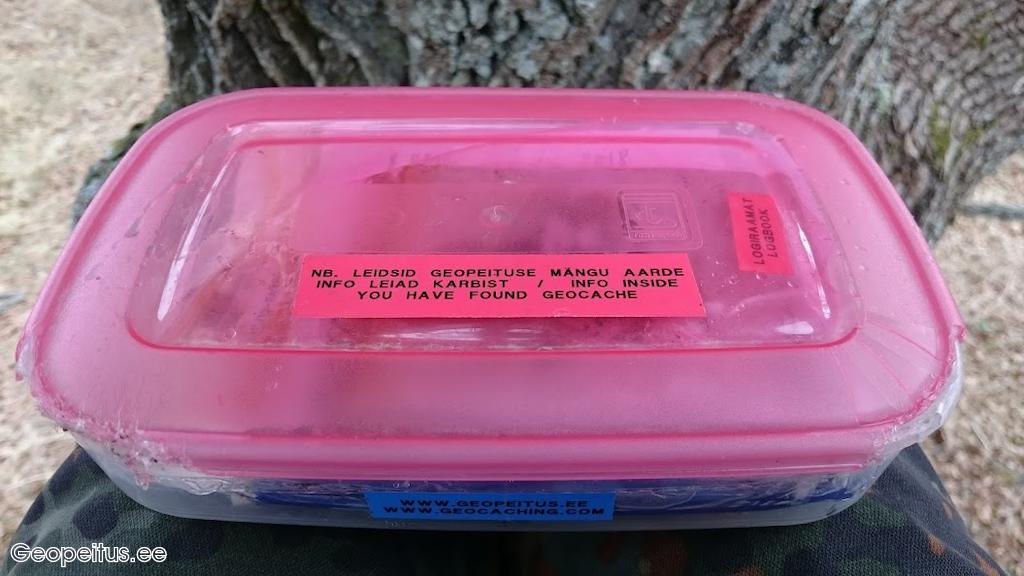 LOGIRAAMAT
LOGBOOK
NB. LEIDSID GEOPEITUSE MÄNGU AARDE
INFO LEIAD KARBIST / INFO INSIDE
YOU HAVE FOUND GEOCACHE
WWW.GEOPEITUS.EE
WWW.GEOCACHING.COM
Geopeitus.ee